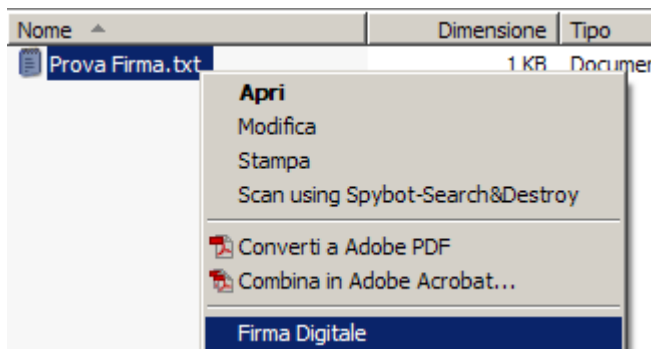 Nome Dimensione Tipo
Prova Firma.txt 1 KB
Apri
Modifica
Stampa
Scan using Spybot-Search&Destroy
Converti a Adobe PDF
Combina in Adobe Acrobat...
Firma Digitale